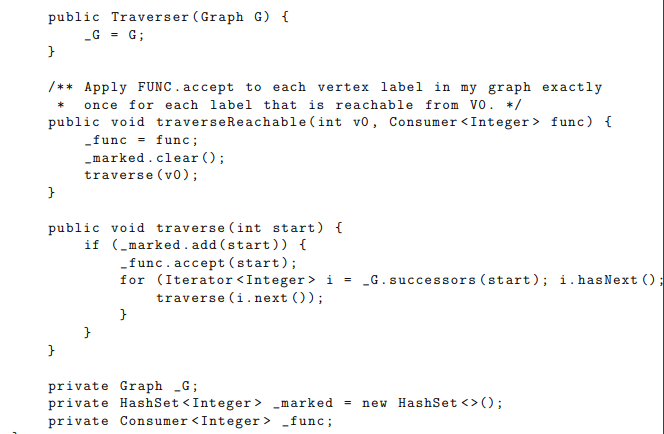 public Traverser(Graph G) {
_G = G;
}
/** Apply FUNC.accept to each vertex label in my graph exactly
* once for each label that is reachable from V0. */
public void traverseReachable(int v0, Consumer<Integer> func) {
_func = func;
_marked.clear();
traverse(v0);
}
public void traverse(int start) {
if (_marked.add(start)) {
_func.accept(start);
for (Iterator<Integer> i = _G.successors(start); i.hasNext();
traverse(i.next());
}
}
}
private Graph _G;
private HashSet<Integer> _marked = new HashSet<>();
private Consumer<Integer> _func;